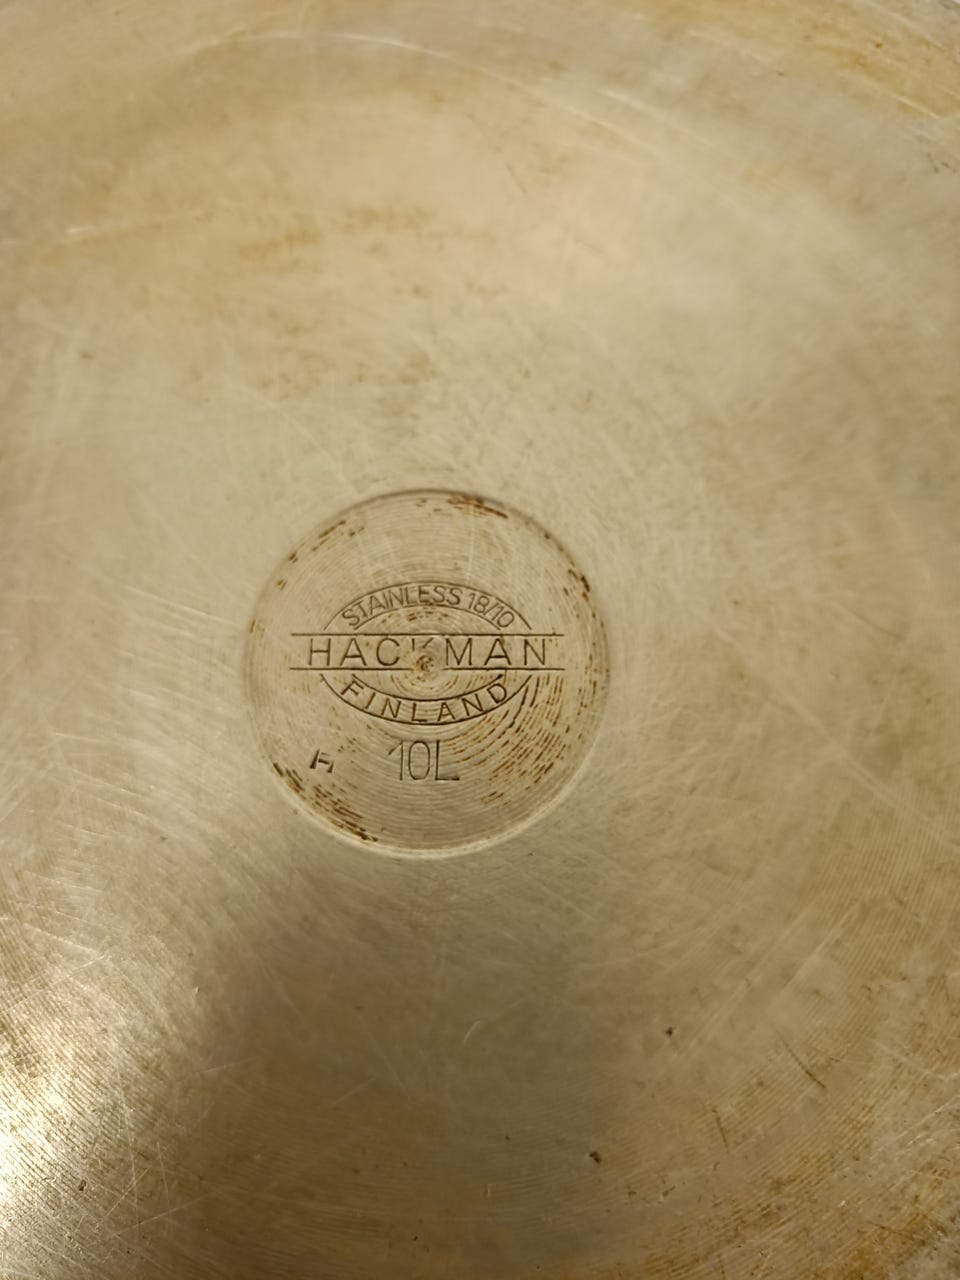 STAINLESS 18/10
HACKMAN
FINLAND
H 10L